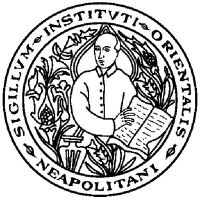 SIGILLVM · INSTITVTI · ORIENTALIS · NEAPOLITANI ·